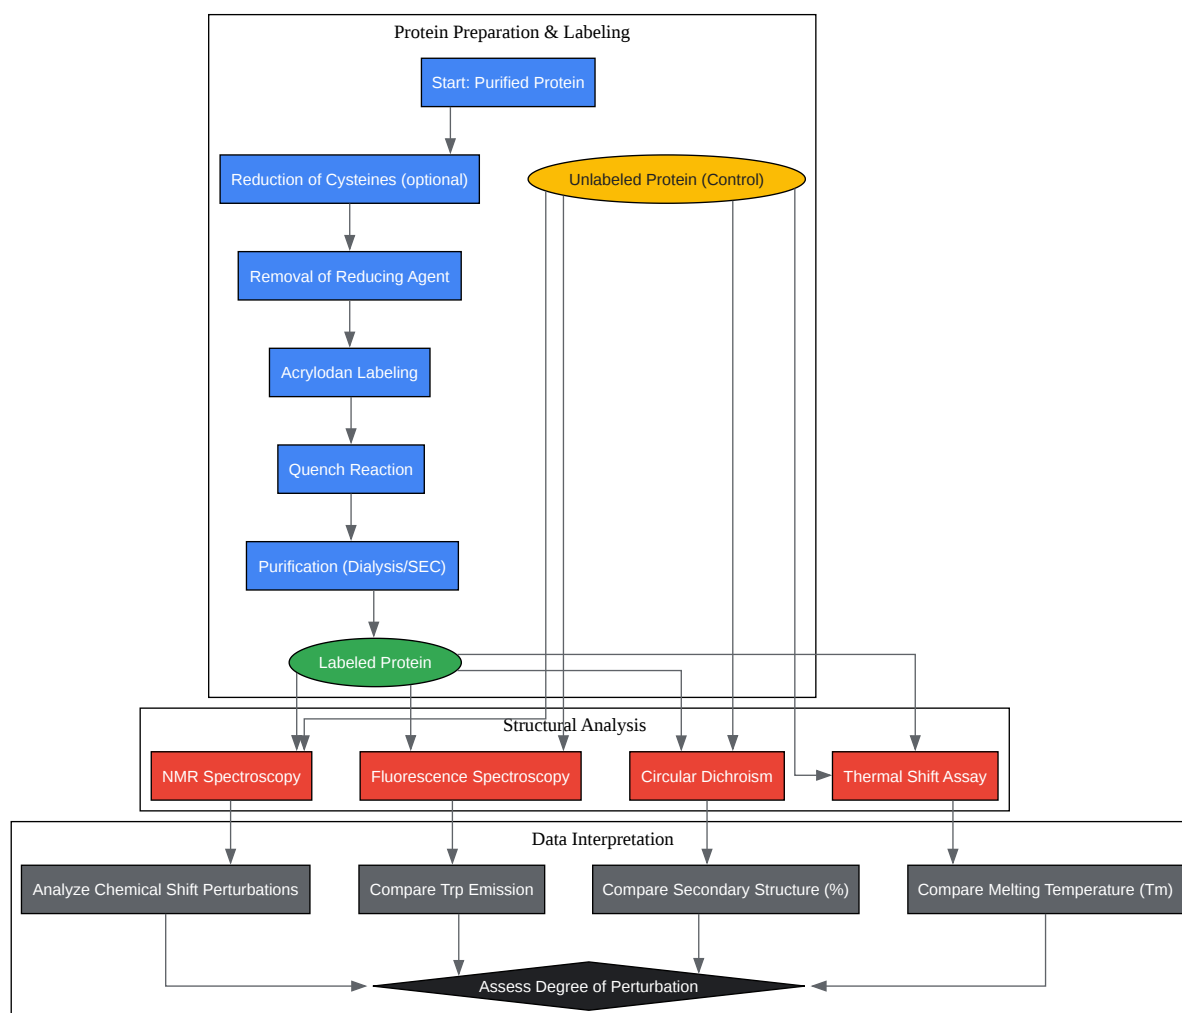 Protein Preparation & Labeling
Start: Purified Protein
Reduction of Cysteines (optional)
Unlabeled Protein (Control)
Removal of Reducing Agent
Acrylodan Labeling
Quench Reaction
Purification (Dialysis/SEC)
Labeled Protein
Structural Analysis
NMR Spectroscopy
Fluorescence Spectroscopy
Circular Dichroism
Thermal Shift Assay
Data Interpretation
Analyze Chemical Shift Perturbations
Compare Trp Emission
Compare Secondary Structure (%)
Compare Melting Temperature (Tm)
Assess Degree of Perturbation